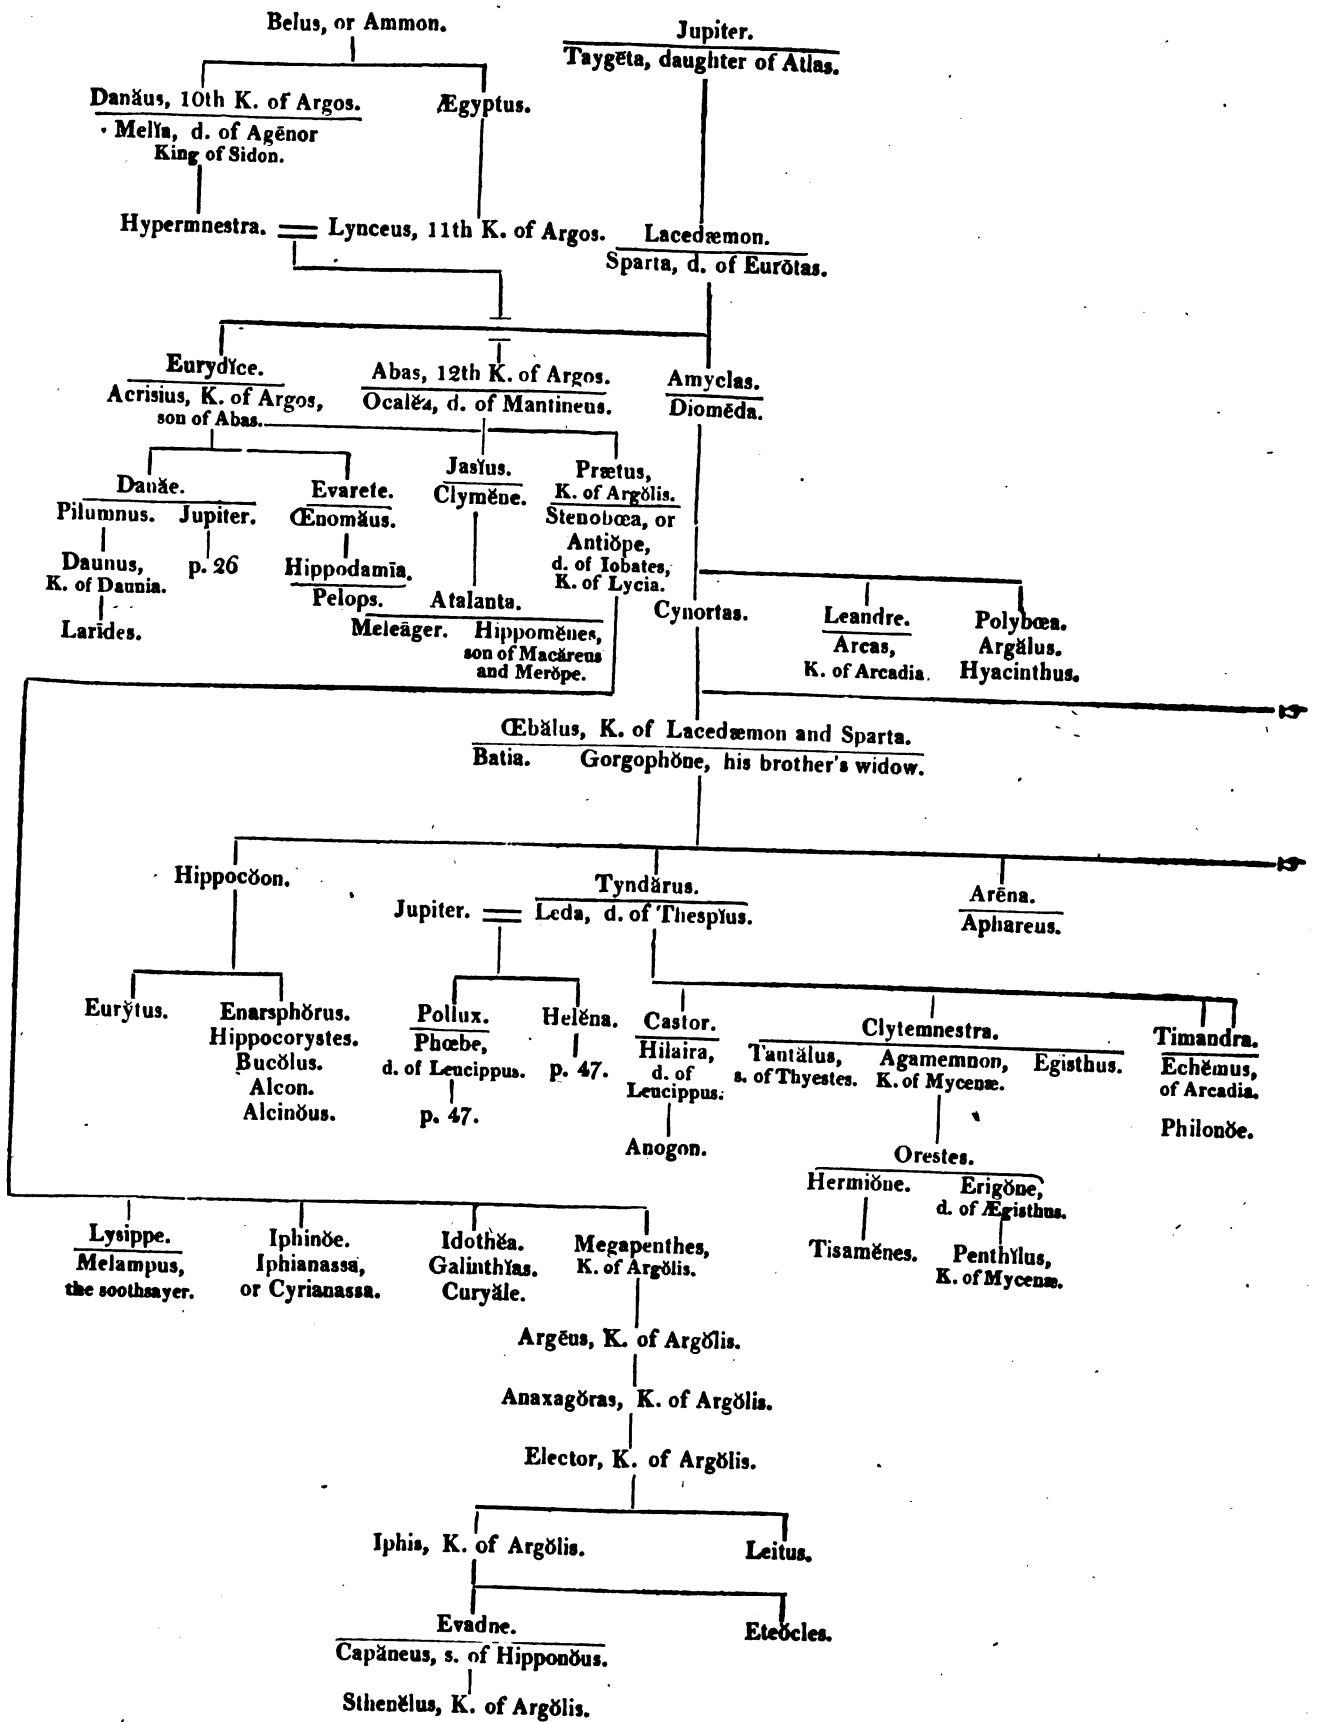 Belus, or Ammon.
Jupiter.
Taygēta, daughter of Atlas.
Danăus, 10th K. of Argos.
Ægyptus.
Melĭa, d. of Agēnor
King of Sidon.
Hypermnestra. = Lynceus, 11th K. of Argos.
Lacedæmon.
Sparta, d. of Eurōtas.
Eurydĭce.
Acrisius, K. of Argos,
son of Abas.
Abas, 12th K. of Argos.
Ocalĕa, d. of Mantineus.
Amyclas.
Diomēda.
Danăe.
Pilumnus. Jupiter.
Evarete.
Œnomăus.
Jasĭus.
Clymĕne.
Prætus,
K. of Argŏlis.
Stenobœa, or
Antiŏpe,
d. of Iobates,
K. of Lycia.
Daunus,
K. of Daunia.
p. 26
Hippodamīa.
Pelops.
Larīdes.
Atalanta.
Meleāger. Hippomĕnes,
son of Macăreus
and Merŏpe.
Cynortas.
Leandre.
Arcas,
K. of Arcadia.
Polybœa.
Argălus.
Hyacinthus.
Œbălus, K. of Lacedæmon and Sparta.
Batia. Gorgophŏne, his brother's widow.
Hippocŏon.
Tyndărus.
Jupiter. = Leda, d. of Thespĭus.
Arēna.
Aphareus.
Eurўtus.
Enarsphŏrus.
Hippocorystes.
Bucŏlus.
Alcon.
Alcinŏus.
Pollux.
Phœbe,
d. of Leucippus.
p. 47.
Helĕna.
p. 47.
Castor.
Hilaira,
d. of
Leucippus.
Anogon.
Clytemnestra.
Tantălus,
s. of Thyestes.
Agamemnon,
K. of Mycenæ.
Egisthus.
Timandra.
Echĕmus,
of Arcadia.
Philonŏe.
Orestes.
Hermiŏne.
Erigŏne,
d. of Ægisthus.
Tisamĕnes.
Penthĭlus,
K. of Mycenæ.
Lysippe.
Melampus,
the soothsayer.
Iphinŏe.
Iphianassa,
or Cyrianassa.
Idothĕa.
Galinthĭas.
Curyăle.
Megapenthes,
K. of Argŏlis.
Argēus, K. of Argŏlis.
Anaxagŏras, K. of Argŏlis.
Elector, K. of Argŏlis.
Iphis, K. of Argŏlis.
Leitus.
Evadne.
Capăneus, s. of Hipponŏus.
Eteŏcles.
Sthenĕlus, K. of Argŏlis.